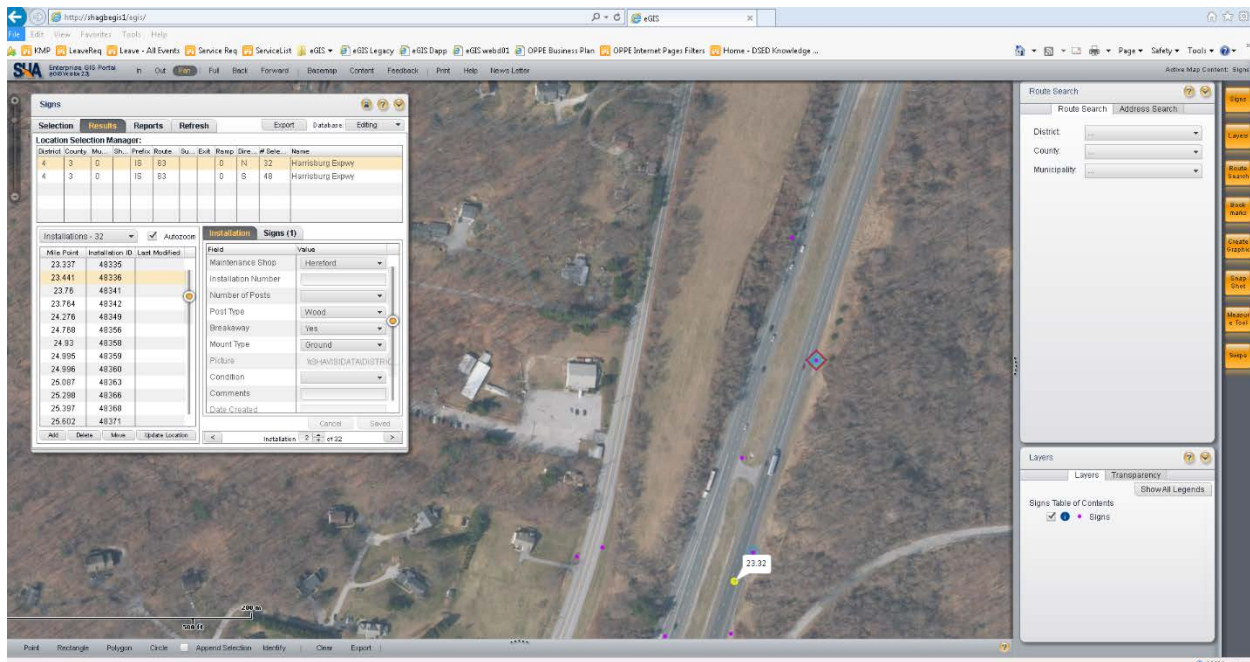 http://shagbegis1/egis/
eGIS
File Edit View Favorites Tools Help
KMP LeaveReq Leave - All Events Service Req ServiceList eGIS eGIS Legacy eGIS Dapp eGIS webd01 OPPE Business Plan OPPE Internet Pages Filters Home - DSED Knowledge ...
Page Safety Tools
SHA Enterprise GIS Portal In Out Pan Full Back Forward Basemap Content Feedback Print Help News Letter
Active Map Content: Signs
Signs
Selection Results Reports Refresh Export Database: Editing
Location Selection Manager:
District County Mu... Sh... Prefix Route Su... Exit Ramp Dire... # Sele... Name
4 3 0 IS 83 0 N 32 Harrisburg Expwy
4 3 0 IS 83 0 S 48 Harrisburg Expwy
Installations - 32 Autozoom
Mile Point Installation ID Last Modified
23.337 48335
23.441 48336
23.76 48341
23.764 48342
24.276 48349
24.768 48356
24.93 48358
24.995 48359
24.996 48360
25.087 48363
25.298 48366
25.397 48368
25.602 48371
Add Delete Move Update Location
Installation Signs (1)
Field Value
Maintenance Shop Hereford
Installation Number
Number of Posts
Post Type Wood
Breakaway Yes
Mount Type Ground
Picture
Condition
Comments
Date Created
Cancel Saved
< Installation 2 of 32 >
Route Search
Route Search Address Search
District: ...
County: ...
Municipality: ...
Signs
Layers
Route Search
Book marks
Create Graphic
Snap Shot
Measure Tool
Swipe
Layers
Layers Transparency
Show All Legends
Signs Table of Contents
Signs
23.32
200 m
500 ft
Point Rectangle Polygon Circle Append Selection Identify Clear Export